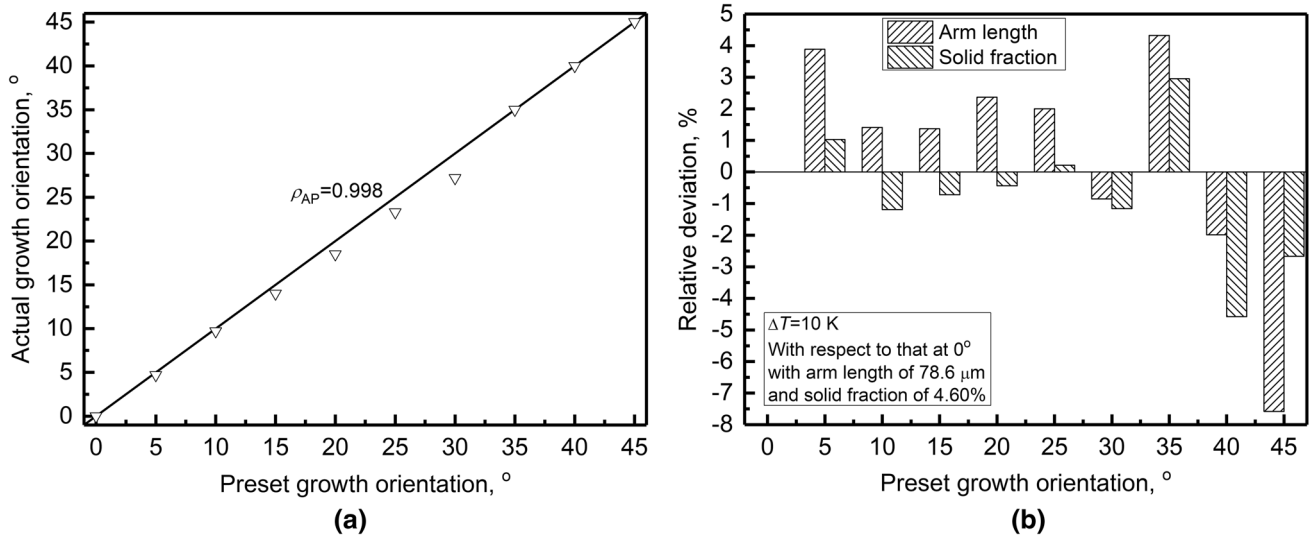 45
40
35
30
25
20
15
10
5
0
Actual growth orientation, °
ρAP=0.998
0 5 10 15 20 25 30 35 40 45
Preset growth orientation, °
(a)
5
4
3
2
1
0
-1
-2
-3
-4
-5
-6
-7
-8
Relative deviation, %
Arm length
Solid fraction
ΔT=10 K
With respect to that at 0°
with arm length of 78.6 μm
and solid fraction of 4.60%
0 5 10 15 20 25 30 35 40 45
Preset growth orientation, °
(b)